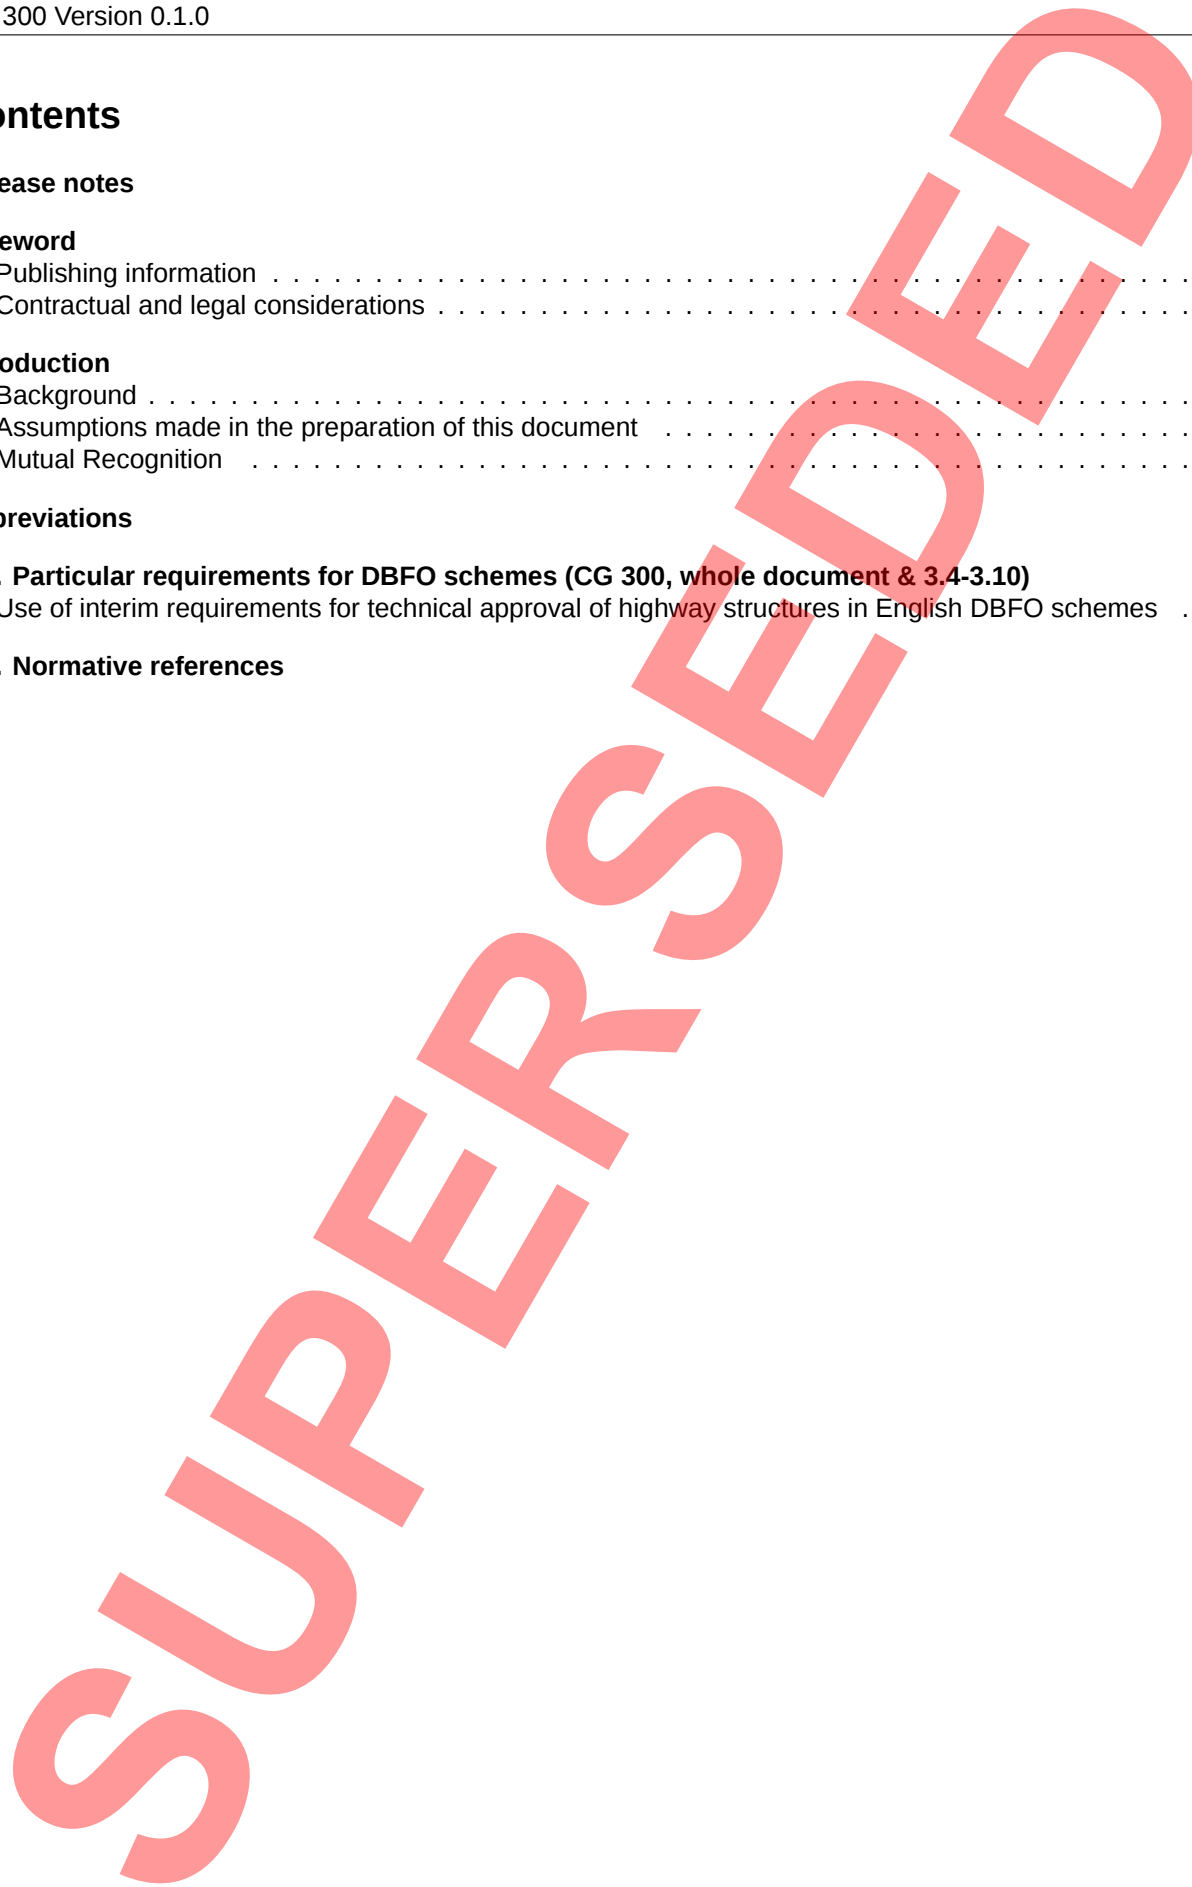 300 Version 0.1.0
ontents
ease notes
eword
Publishing information . . . . . . . . . . . . . . . . . . . . . . . . . . . . . . . . . . . . . . . . . . . . .
Contractual and legal considerations . . . . . . . . . . . . . . . . . . . . . . . . . . . . . . . . . . . . .
oduction
Background . . . . . . . . . . . . . . . . . . . . . . . . . . . . . . . . . . . . . . . . . . . . . . . . . . .
Assumptions made in the preparation of this document . . . . . . . . . . . . . . . . . . . . . . . . . .
Mutual Recognition . . . . . . . . . . . . . . . . . . . . . . . . . . . . . . . . . . . . . . . . . . . . . .
breviations
. Particular requirements for DBFO schemes (CG 300, whole document & 3.4-3.10)
Use of interim requirements for technical approval of highway structures in English DBFO schemes .
. Normative references
SUPERSEDED